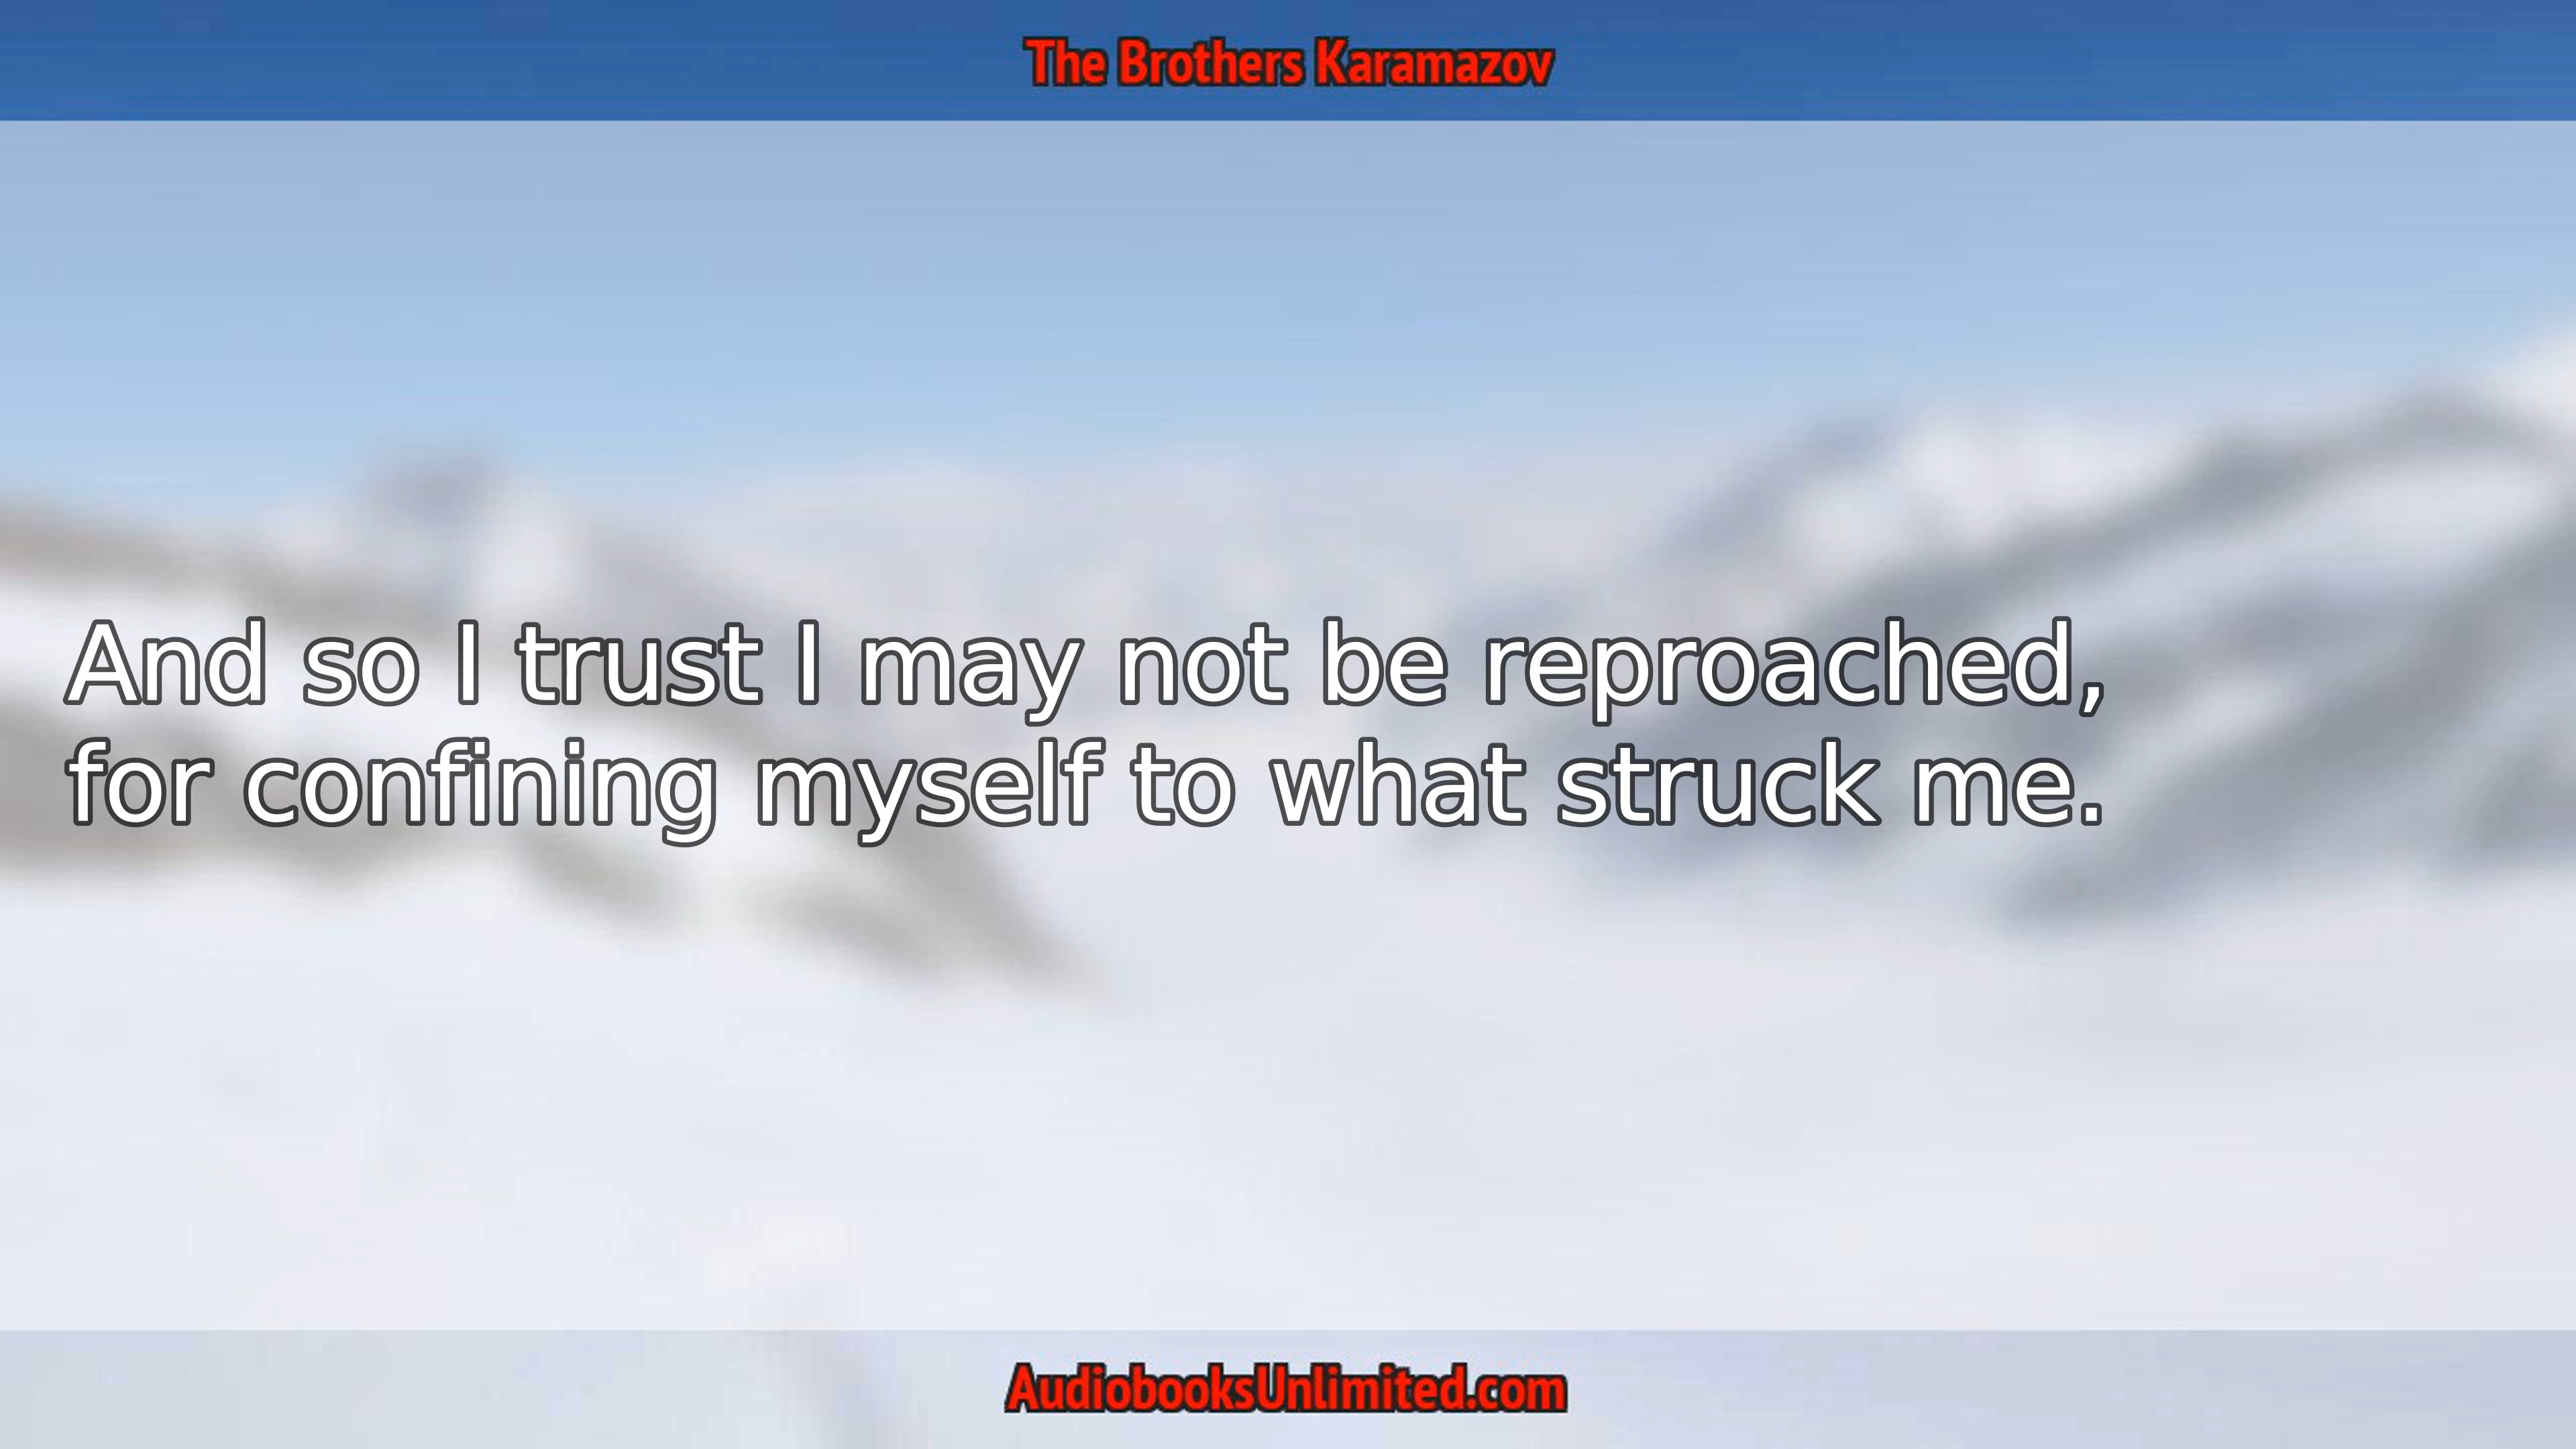 The Brothers Karamazov
And so I trust I may not be reproached,
for confining myself to what struck me.
AudiobooksUnlimited.com